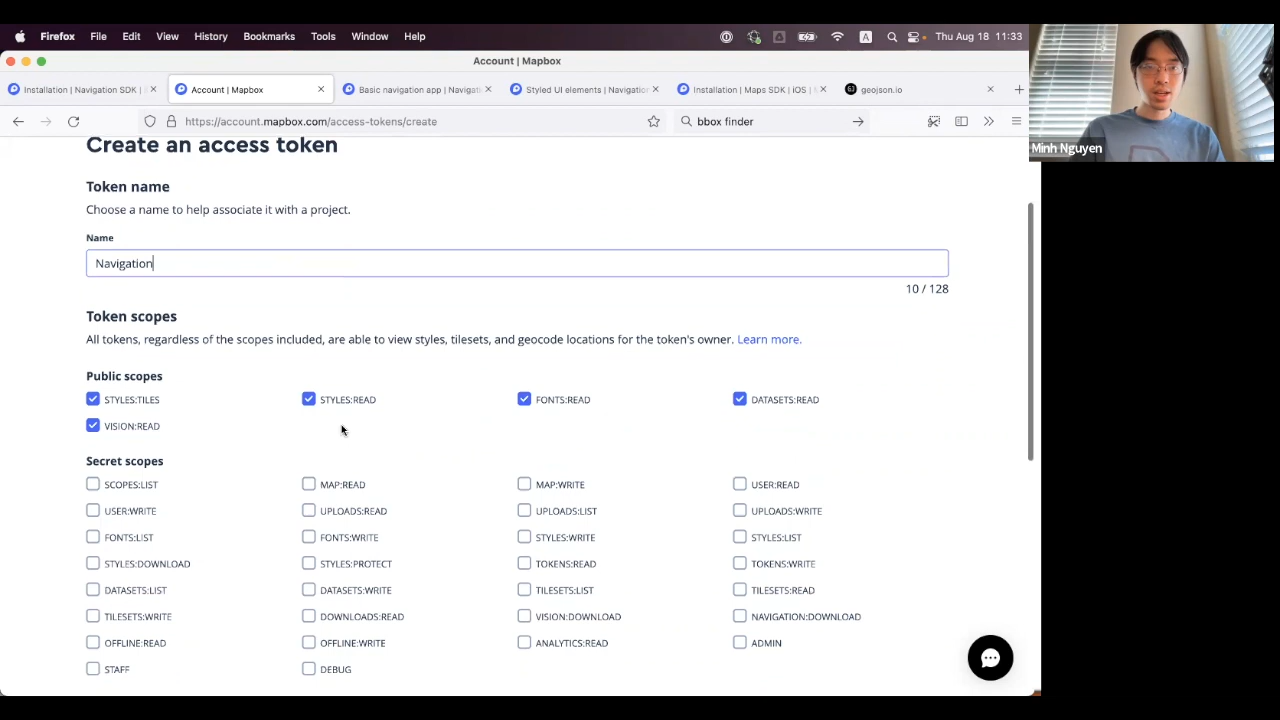 Firefox File Edit View History Bookmarks Tools Window Help A Thu Aug 18 11:33
Account | Mapbox
Installation | Navigation SDK | × Account | Mapbox × Basic navigation app | × Styled UI elements | Navigation × Installation | Maps SDK | iOS | × geojson.io × +
https://account.mapbox.com/access-tokens/create bbox finder
Minh Nguyen
Create an access token
Token name
Choose a name to help associate it with a project.
Name
Navigation
10 / 128
Token scopes
All tokens, regardless of the scopes included, are able to view styles, tilesets, and geocode locations for the token's owner. Learn more.
Public scopes
STYLES:TILES STYLES:READ FONTS:READ DATASETS:READ
VISION:READ
Secret scopes
SCOPES:LIST MAP:READ MAP:WRITE USER:READ
USER:WRITE UPLOADS:READ UPLOADS:LIST UPLOADS:WRITE
FONTS:LIST FONTS:WRITE STYLES:WRITE STYLES:LIST
STYLES:DOWNLOAD STYLES:PROTECT TOKENS:READ TOKENS:WRITE
DATASETS:LIST DATASETS:WRITE TILESETS:LIST TILESETS:READ
TILESETS:WRITE DOWNLOADS:READ VISION:DOWNLOAD NAVIGATION:DOWNLOAD
OFFLINE:READ OFFLINE:WRITE ANALYTICS:READ ADMIN
STAFF DEBUG